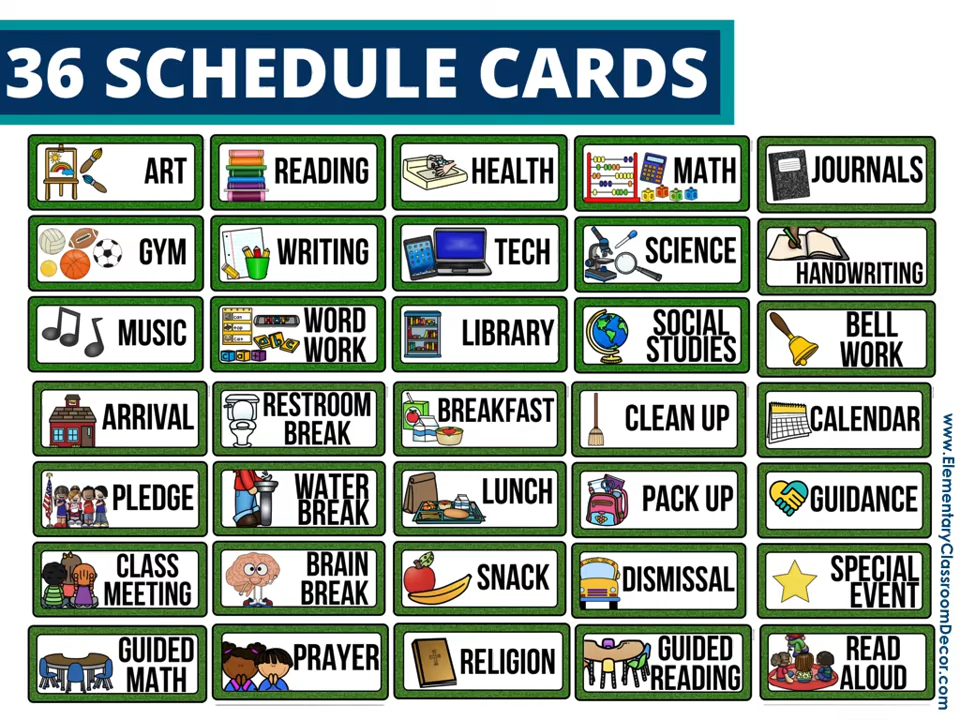 36 SCHEDULE CARDS
ART
READING
HEALTH
MATH
JOURNALS
GYM
WRITING
TECH
SCIENCE
HANDWRITING
MUSIC
WORD
WORK
LIBRARY
SOCIAL
STUDIES
BELL
WORK
ARRIVAL
RESTROOM
BREAK
BREAKFAST
CLEAN UP
CALENDAR
PLEDGE
WATER
BREAK
LUNCH
PACK UP
GUIDANCE
CLASS
MEETING
BRAIN
BREAK
SNACK
DISMISSAL
SPECIAL
EVENT
GUIDED
MATH
PRAYER
RELIGION
GUIDED
READING
READ
ALOUD
www.ElementaryClassroomDecor.com